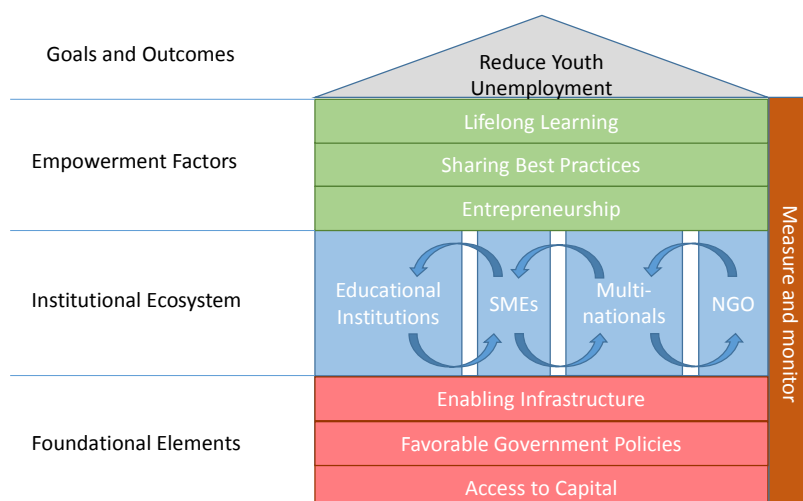 Goals and Outcomes
Reduce Youth
Unemployment
Empowerment Factors
Lifelong Learning
Sharing Best Practices
Entrepreneurship
Institutional Ecosystem
Educational
Institutions
SMEs
Multi-
nationals
NGO
Foundational Elements
Enabling Infrastructure
Favorable Government Policies
Access to Capital
Measure and monitor